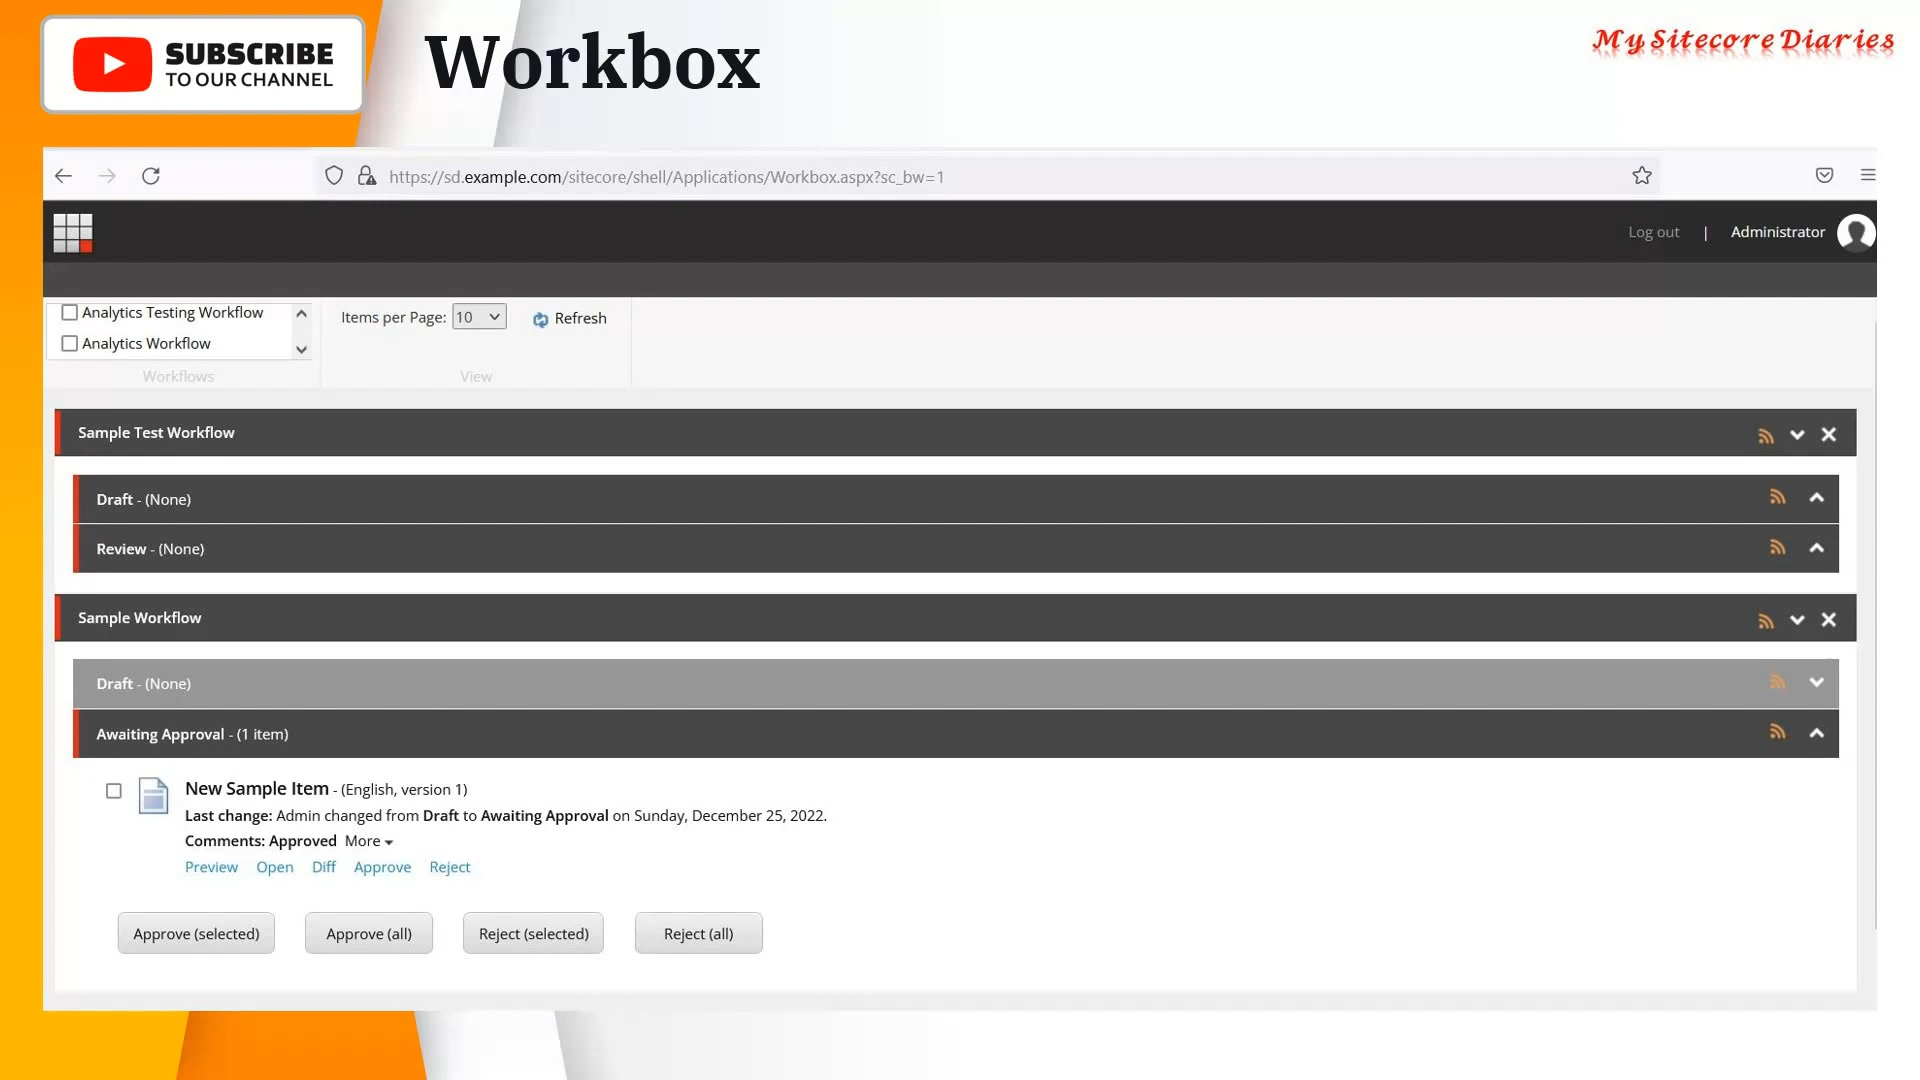 SUBSCRIBE
TO OUR CHANNEL
Workbox
My Sitecore Diaries
https://sd.example.com/sitecore/shell/Applications/Workbox.aspx?sc_bw=1
Log out | Administrator
Analytics Testing Workflow
Analytics Workflow
Workflows
Items per Page: 10 Refresh
View
Sample Test Workflow
Draft - (None)
Review - (None)
Sample Workflow
Draft - (None)
Awaiting Approval - (1 item)
New Sample Item - (English, version 1)
Last change: Admin changed from Draft to Awaiting Approval on Sunday, December 25, 2022.
Comments: Approved More
Preview Open Diff Approve Reject
Approve (selected) Approve (all) Reject (selected) Reject (all)